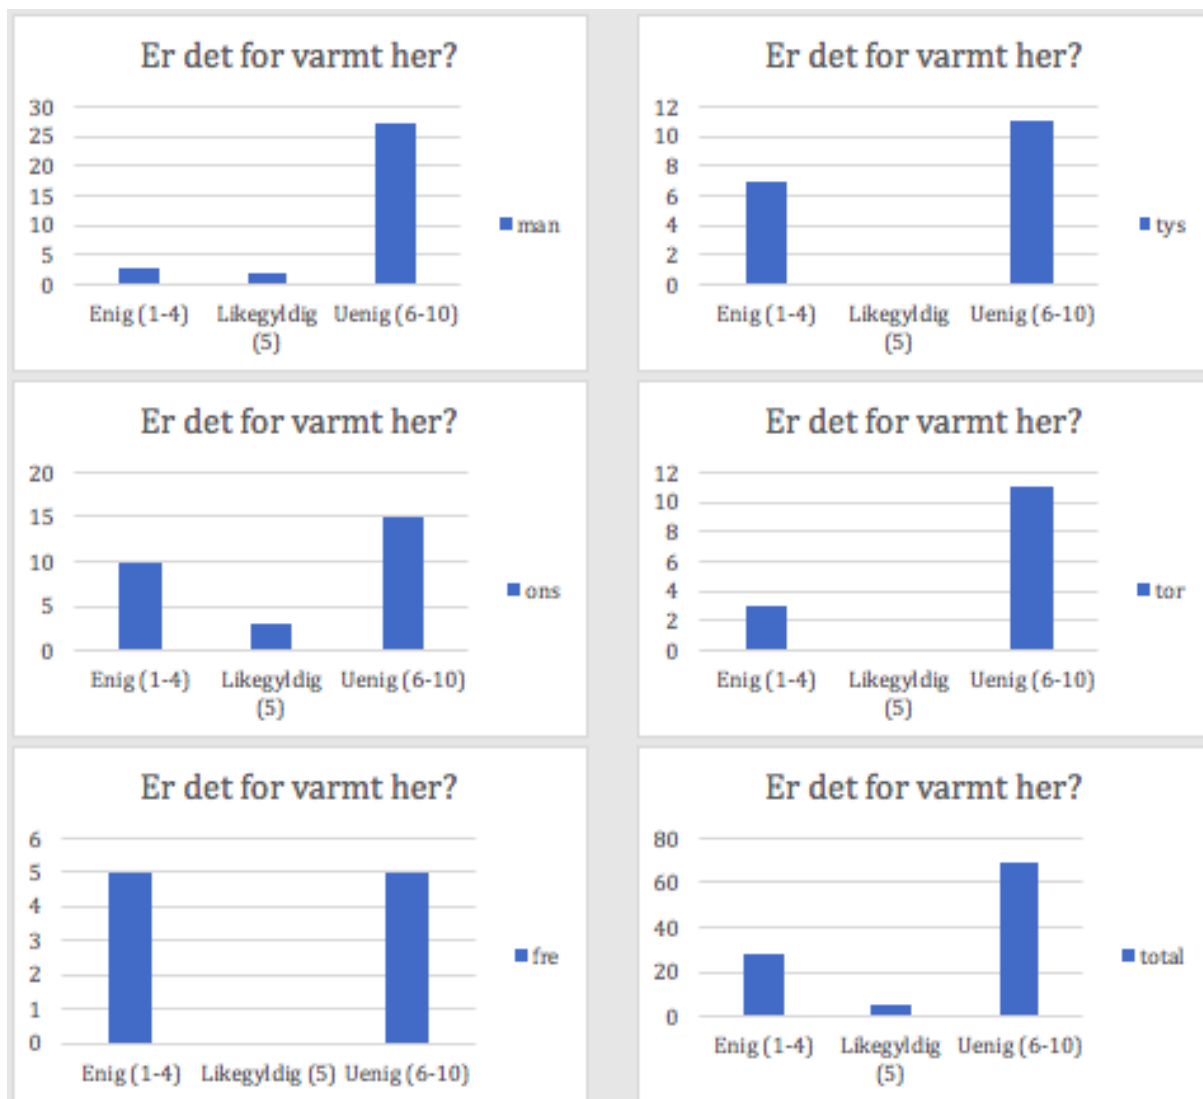 Er det for varmt her?
30
25
20
15
10
5
0
Enig (1-4) Likegyldig Uenig (6-10)
(5)
man
Er det for varmt her?
12
10
8
6
4
2
0
Enig (1-4) Likegyldig Uenig (6-10)
(5)
tys
Er det for varmt her?
20
15
10
5
0
Enig (1-4) Likegyldig Uenig (6-10)
(5)
ons
Er det for varmt her?
12
10
8
6
4
2
0
Enig (1-4) Likegyldig Uenig (6-10)
(5)
tor
Er det for varmt her?
6
5
4
3
2
1
0
Enig (1-4) Likegyldig (5) Uenig (6-10)
fre
Er det for varmt her?
80
60
40
20
0
Enig (1-4) Likegyldig Uenig (6-10)
(5)
total